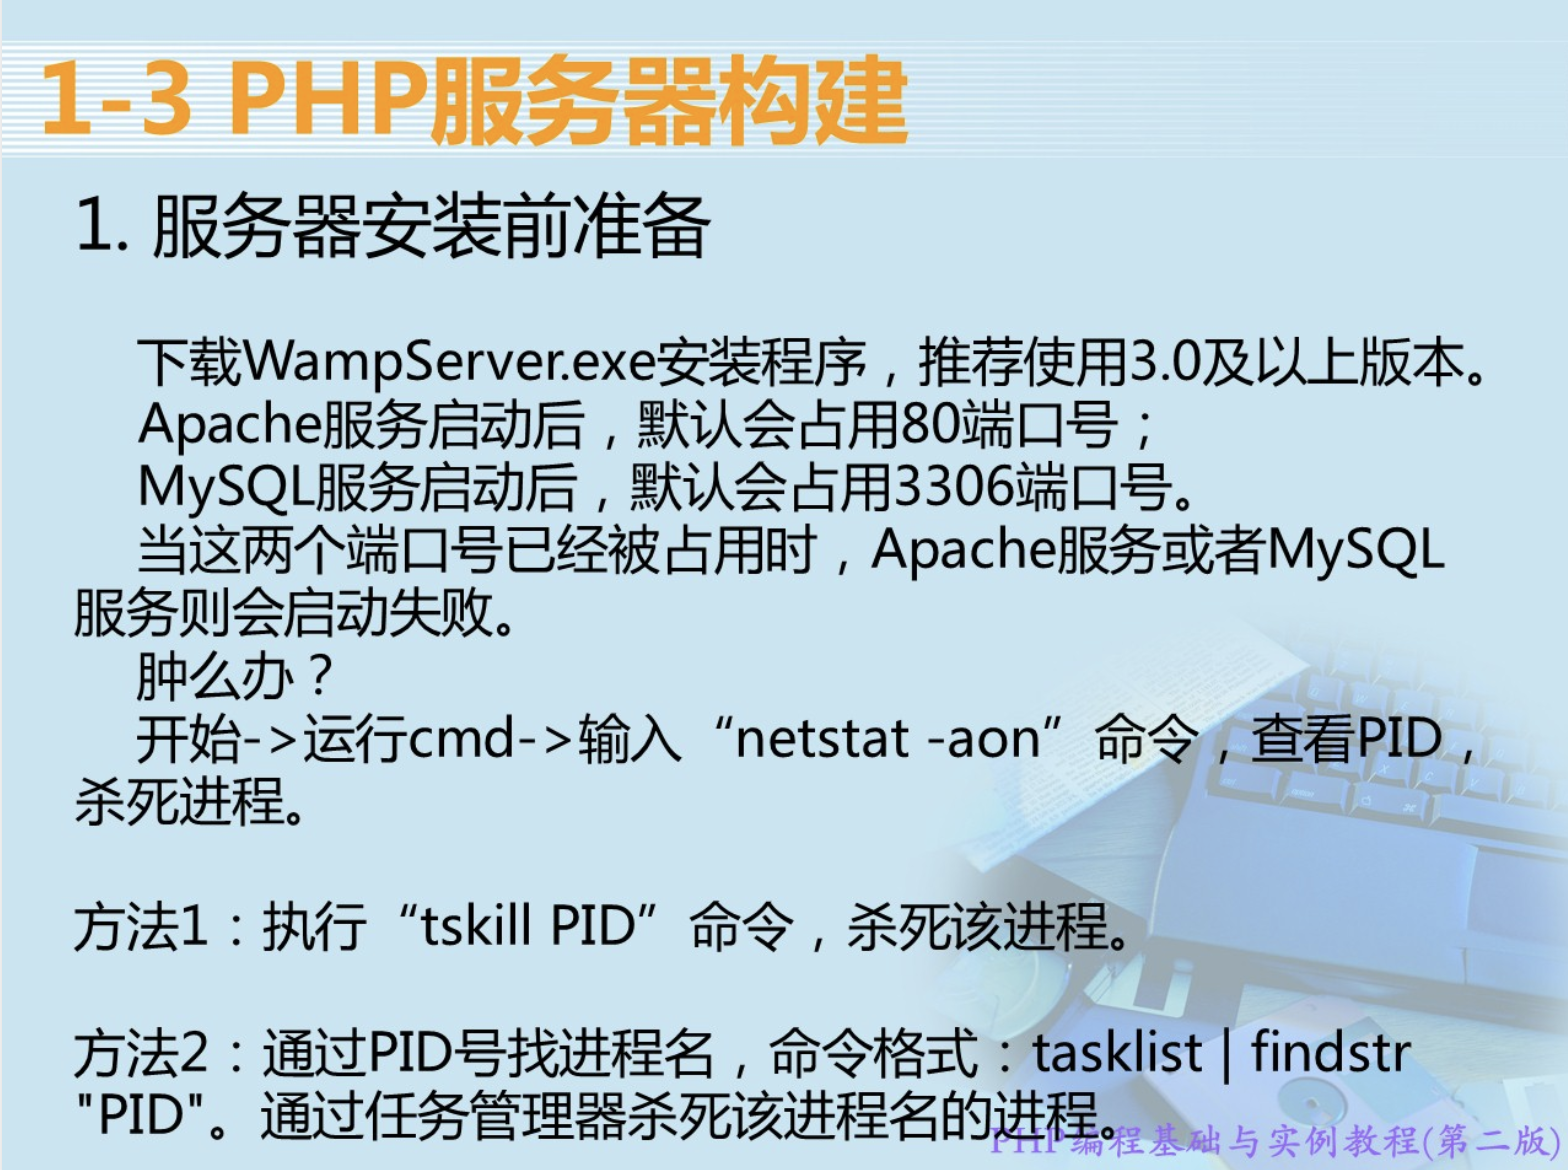 1-3 PHP服务器构建
1. 服务器安装前准备
下载WampServer.exe安装程序，推荐使用3.0及以上版本。
Apache服务启动后，默认会占用80端口号；
MySQL服务启动后，默认会占用3306端口号。
当这两个端口号已经被占用时，Apache服务或者MySQL
服务则会启动失败。
肿么办？
开始->运行cmd->输入“netstat -aon”命令，查看PID，
杀死进程。
方法1：执行“tskill PID”命令，杀死该进程。
方法2：通过PID号找进程名，命令格式：tasklist | findstr
"PID"。通过任务管理器杀死该进程名的进程。
PHP编程基础与实例教程(第二版)